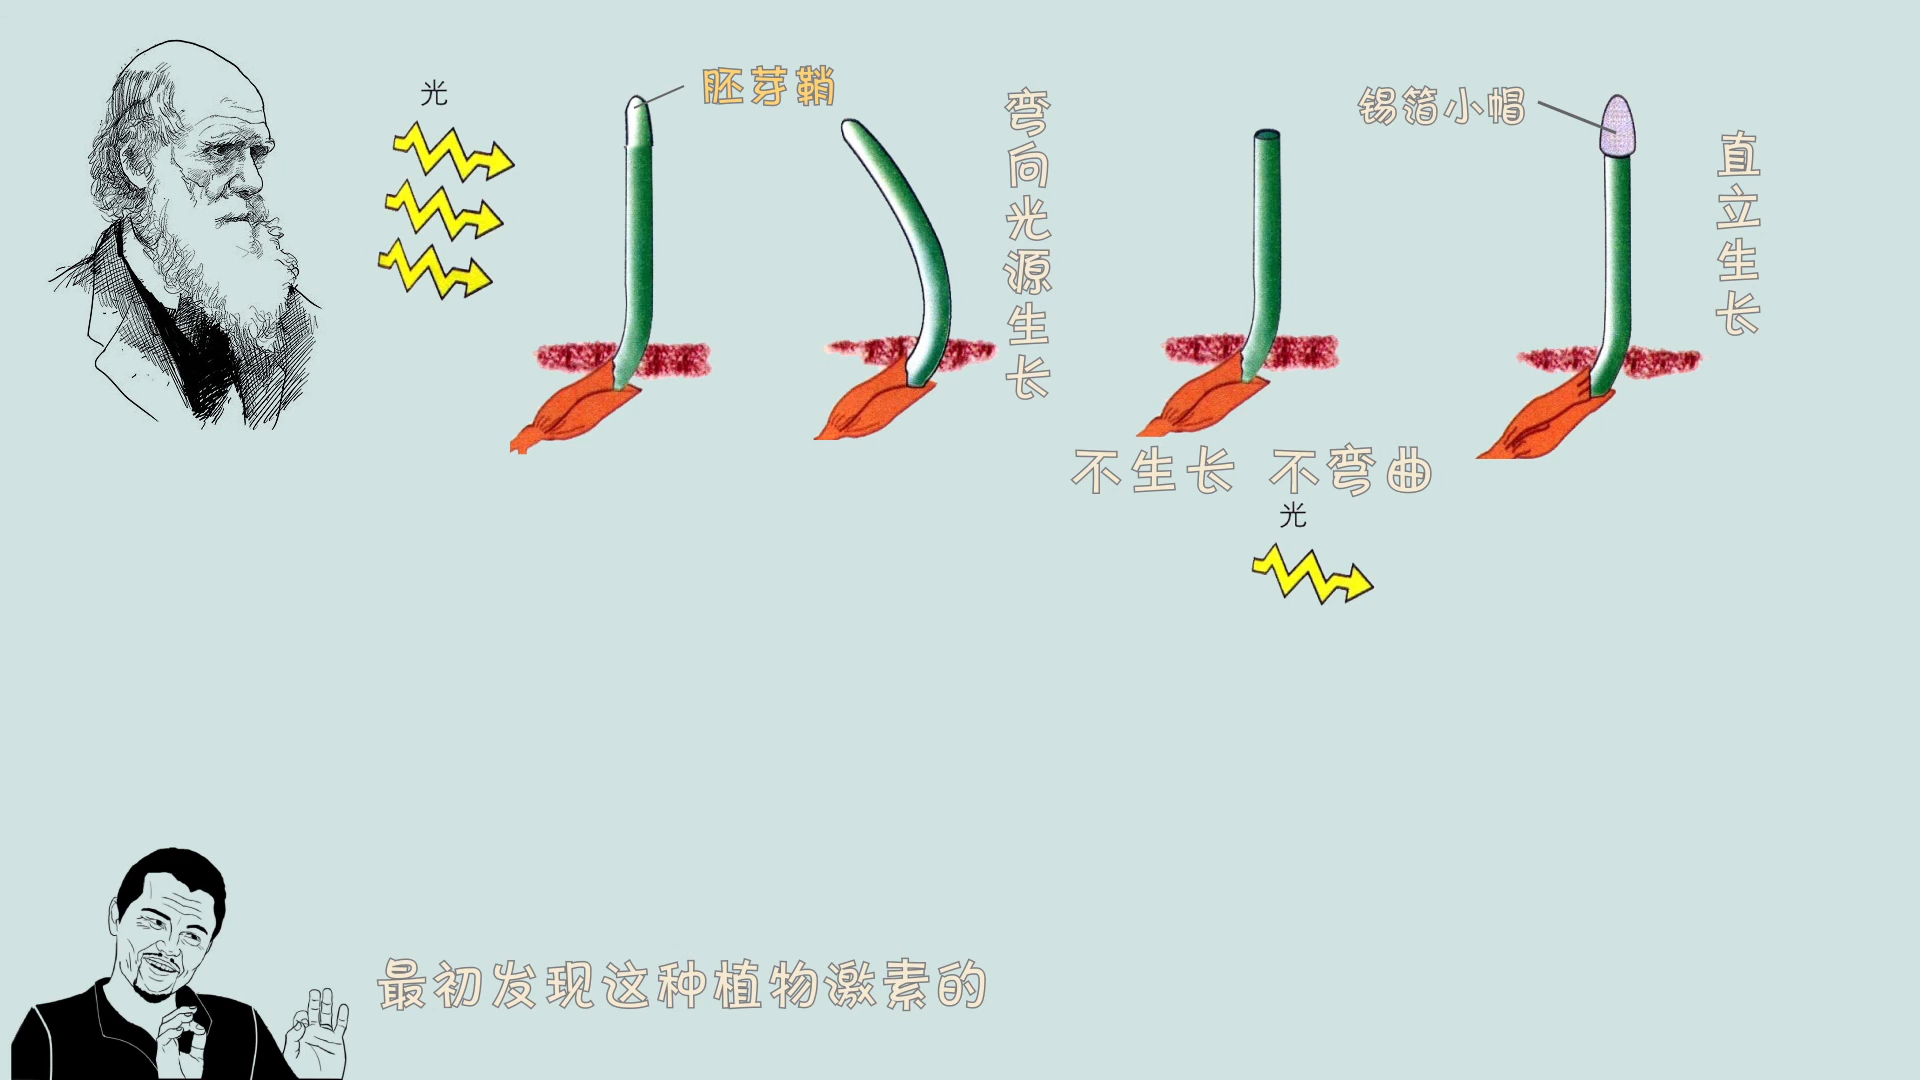 光
胚芽鞘
弯向光源生长
锡箔小帽
直立生长
不生长 不弯曲
光
最初发现这种植物激素的